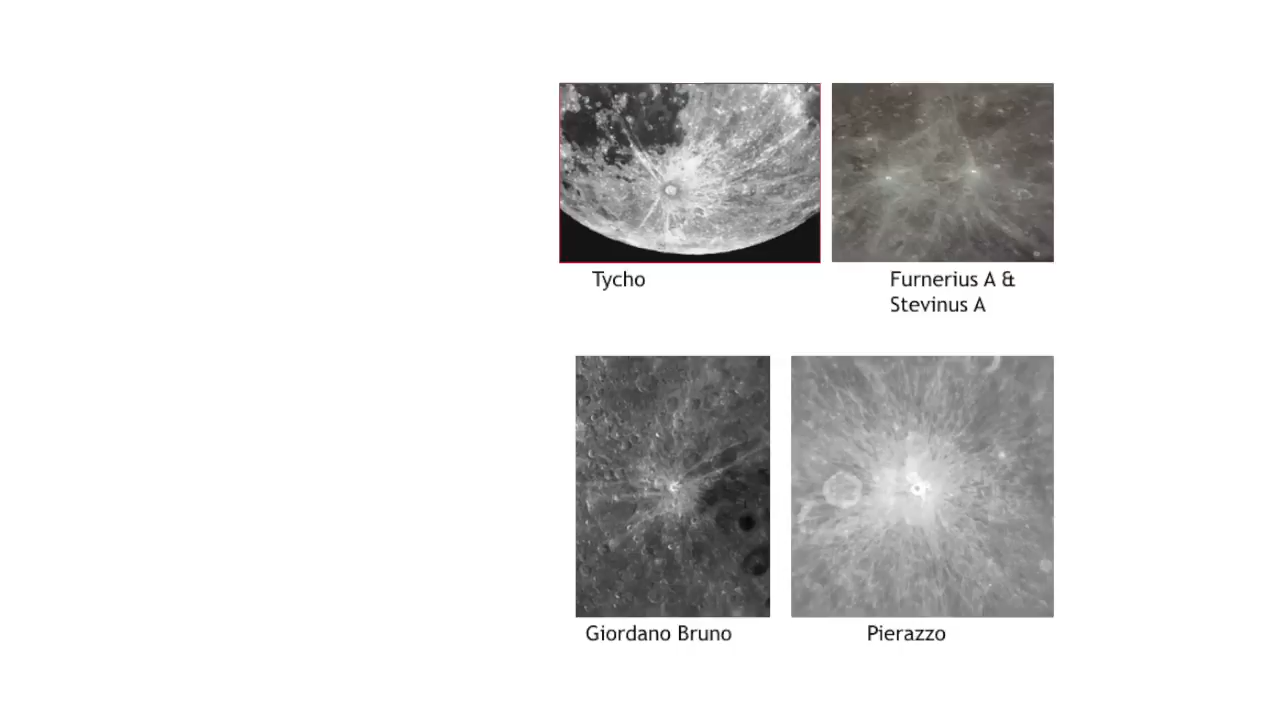 Tycho
Furnerius A &
Stevinus A
Giordano Bruno
Pierazzo